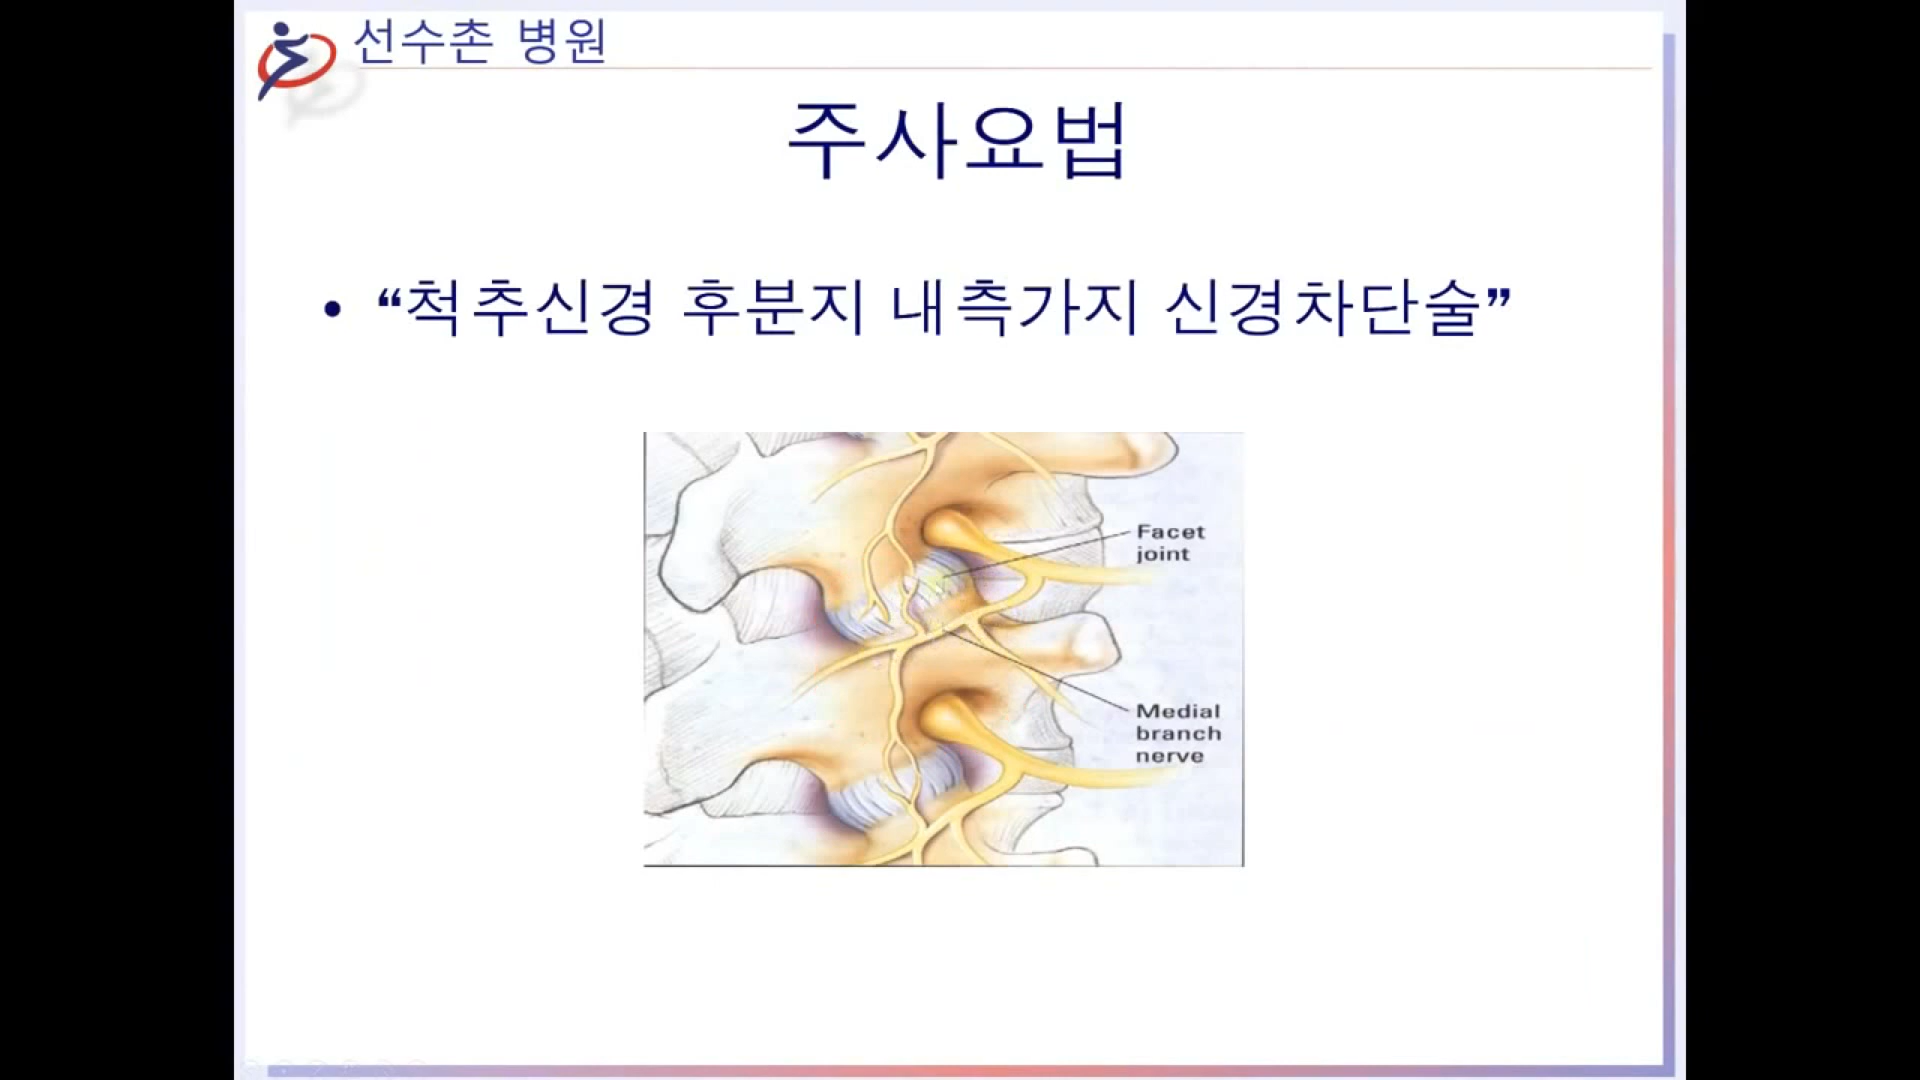 선수촌 병원
주사요법
• “척추신경 후분지 내측가지 신경차단술”
Facet
joint
Medial
branch
nerve